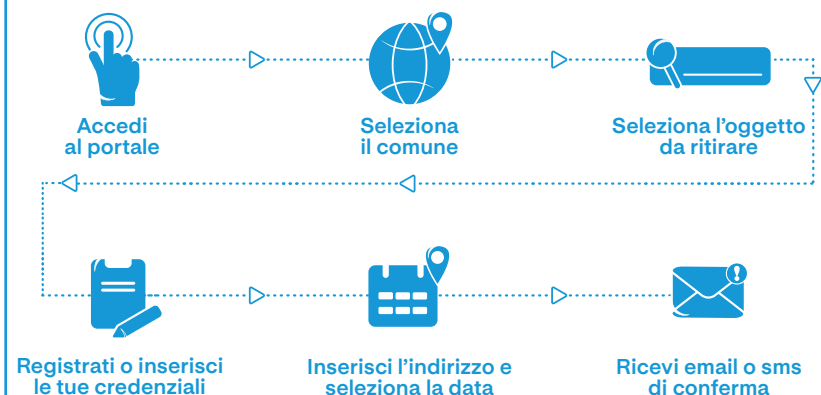 Accedi
al portale
Seleziona
il comune
Seleziona l’oggetto
da ritirare
Registrati o inserisci
le tue credenziali
Inserisci l’indirizzo e
seleziona la data
Ricevi email o sms
di conferma